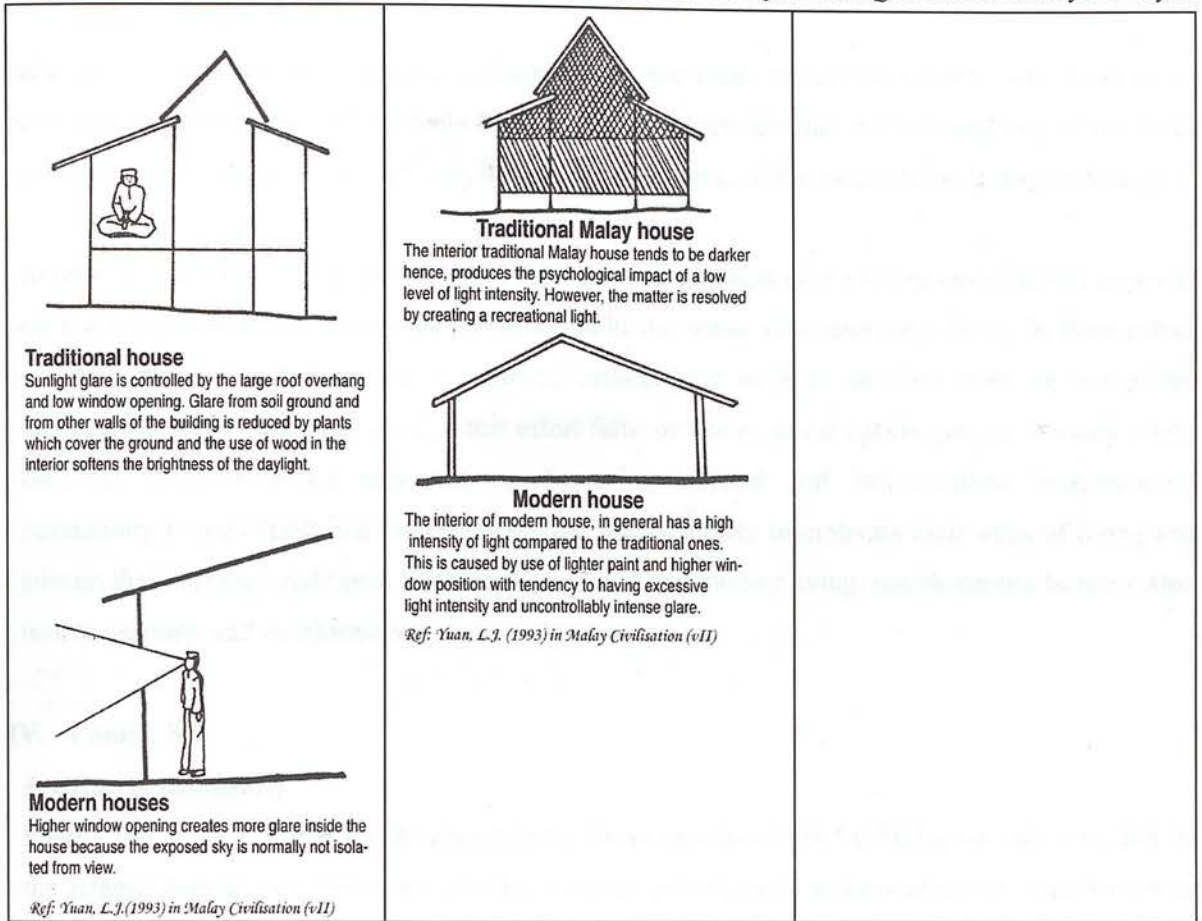 Traditional house
Sunlight glare is controlled by the large roof overhang
and low window opening. Glare from soil ground and
from other walls of the building is reduced by plants
which cover the ground and the use of wood in the
interior softens the brightness of the daylight.
Modern houses
Higher window opening creates more glare inside the
house because the exposed sky is normally not isola-
ted from view.
Ref: Yuan, L.J.(1993) in Malay Civilisation (vII)
Traditional Malay house
The interior traditional Malay house tends to be darker
hence, produces the psychological impact of a low
level of light intensity. However, the matter is resolved
by creating a recreational light.
Modern house
The interior of modern house, in general has a high
intensity of light compared to the traditional ones.
This is caused by use of lighter paint and higher win-
dow position with tendency to having excessive
light intensity and uncontrollably intense glare.
Ref: Yuan, L.J. (1993) in Malay Civilisation (vII)